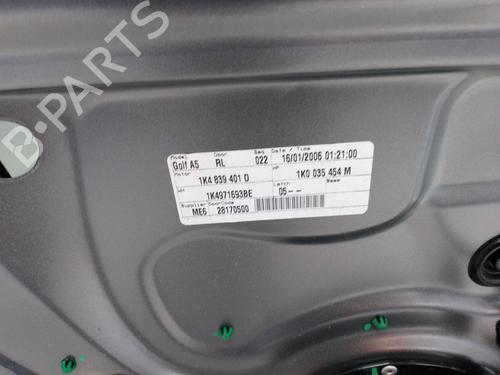 B-PARTS
Model Door Seq Date / Time
Golf A5 RL 022 16/01/2006 01:21:00
Motor HP
1K4 839 401 D 1K0 035 454 M
WH Latch
1K4971693BE 05--
Supplier DoorCode
ME6 28170500